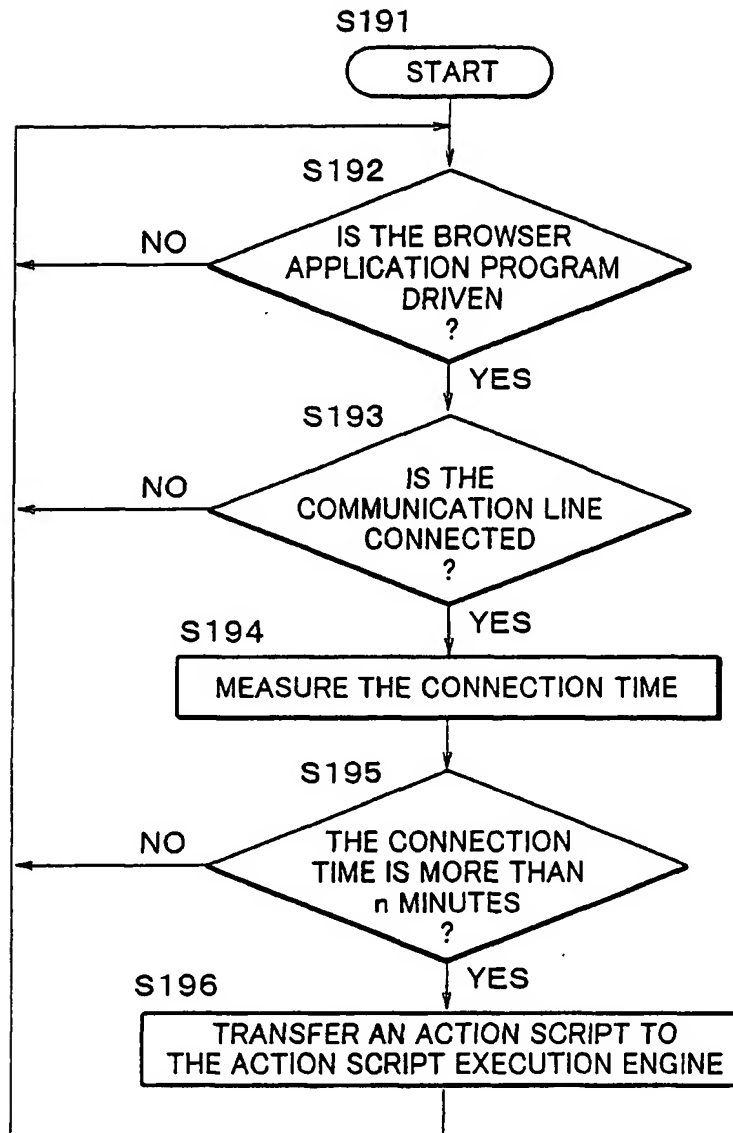 S191
START
S192
NO
IS THE BROWSER
APPLICATION PROGRAM
DRIVEN
?
YES
S193
NO
IS THE
COMMUNICATION LINE
CONNECTED
?
YES
S194
MEASURE THE CONNECTION TIME
S195
NO
THE CONNECTION
TIME IS MORE THAN
n MINUTES
?
YES
S196
TRANSFER AN ACTION SCRIPT TO
THE ACTION SCRIPT EXECUTION ENGINE